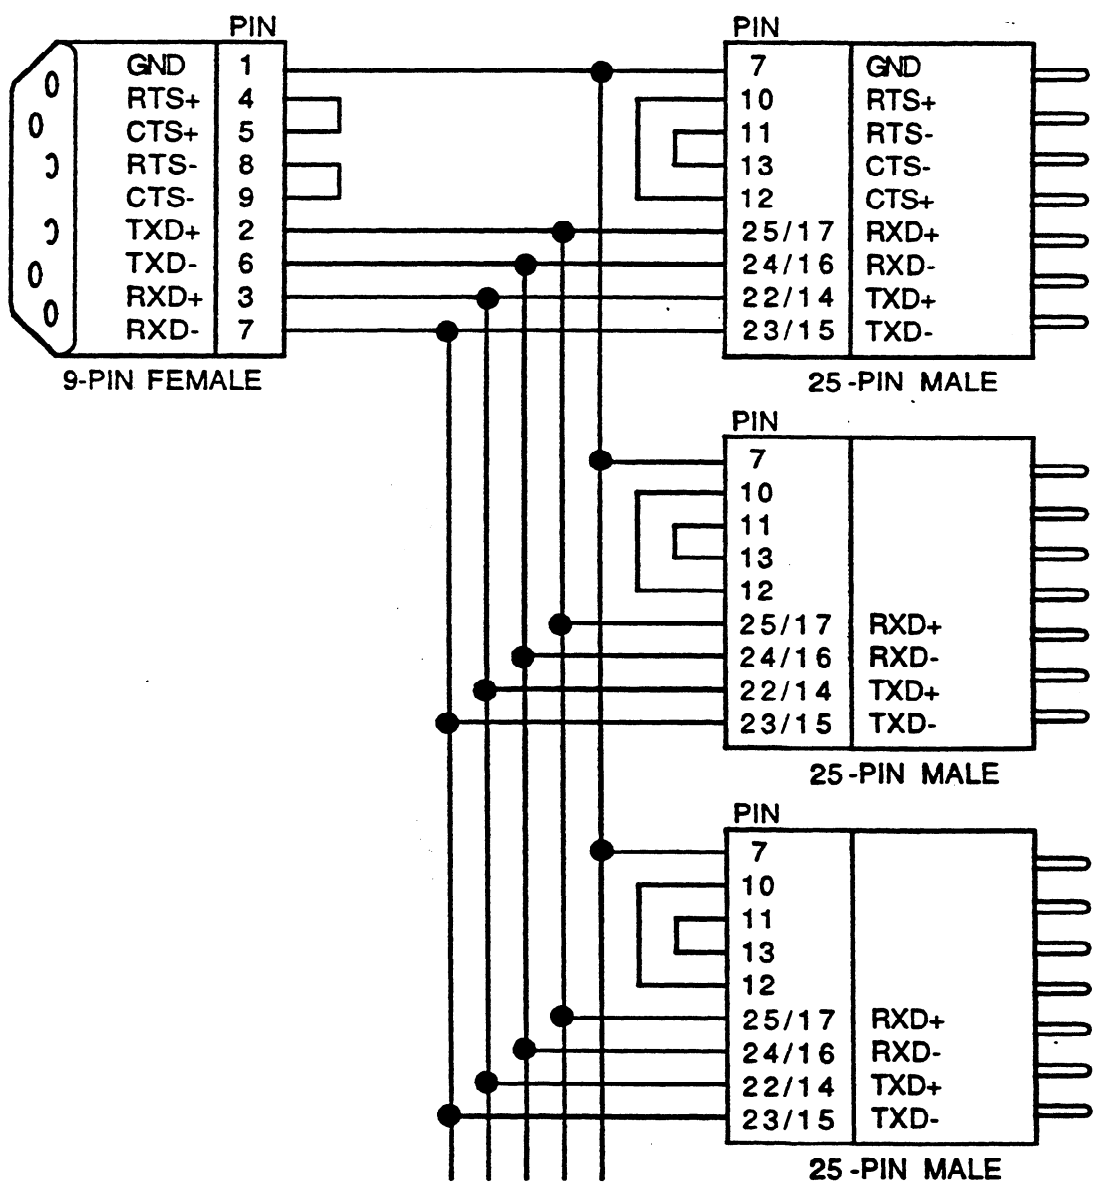 PIN
GND 1
RTS+ 4
CTS+ 5
RTS- 8
CTS- 9
TXD+ 2
TXD- 6
RXD+ 3
RXD- 7
9-PIN FEMALE
PIN
7 GND
10 RTS+
11 RTS-
13 CTS-
12 CTS+
25/17 RXD+
24/16 RXD-
22/14 TXD+
23/15 TXD-
25-PIN MALE
PIN
7
10
11
13
12
25/17 RXD+
24/16 RXD-
22/14 TXD+
23/15 TXD-
25-PIN MALE
PIN
7
10
11
13
12
25/17 RXD+
24/16 RXD-
22/14 TXD+
23/15 TXD-
25-PIN MALE